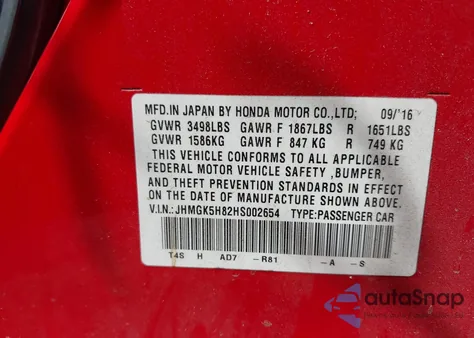 MFD.IN JAPAN BY HONDA MOTOR CO.,LTD; 09/'16
GVWR 3498LBS GAWR F 1867LBS R 1651LBS
GVWR 1586KG GAWR F 847 KG R 749 KG
THIS VEHICLE CONFORMS TO ALL APPLICABLE
FEDERAL MOTOR VEHICLE SAFETY ,BUMPER,
AND THEFT PREVENTION STANDARDS IN EFFECT
ON THE DATE OF MANUFACTURE SHOWN ABOVE.
V.I.N.:JHMGK5H82HS002654 TYPE:PASSENGER CAR
T4S H AD7 -R81 -A -S
autoSnap